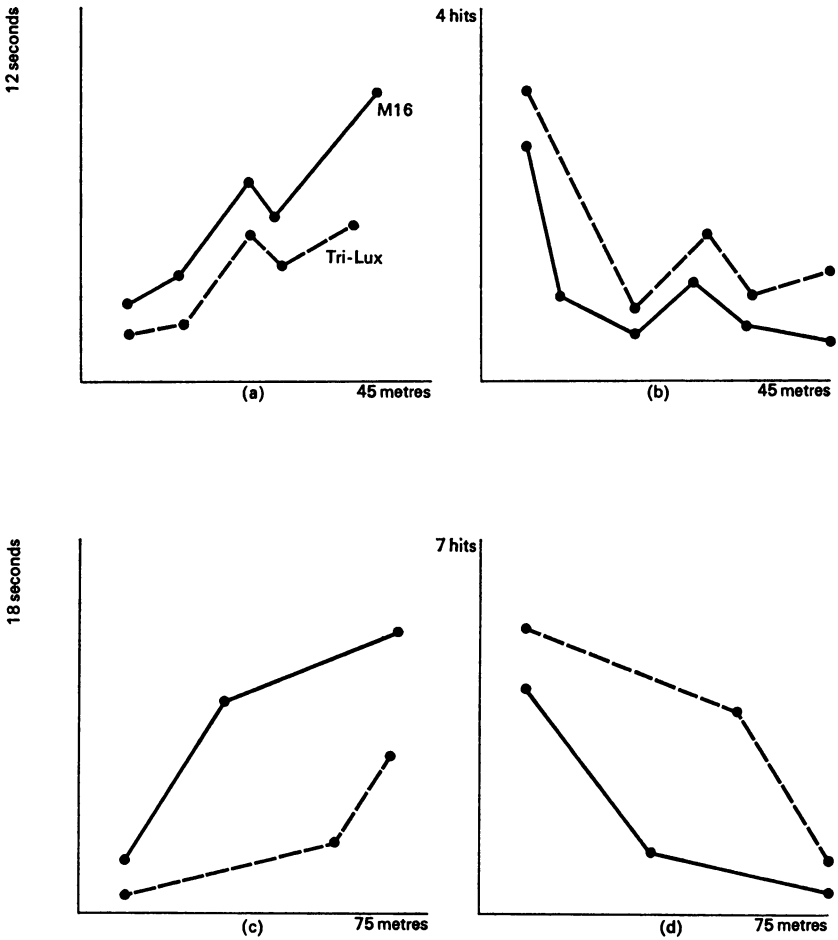 12 seconds
M16
Tri-Lux
(a)
45 metres
4 hits
(b)
45 metres
18 seconds
(c)
75 metres
7 hits
(d)
75 metres